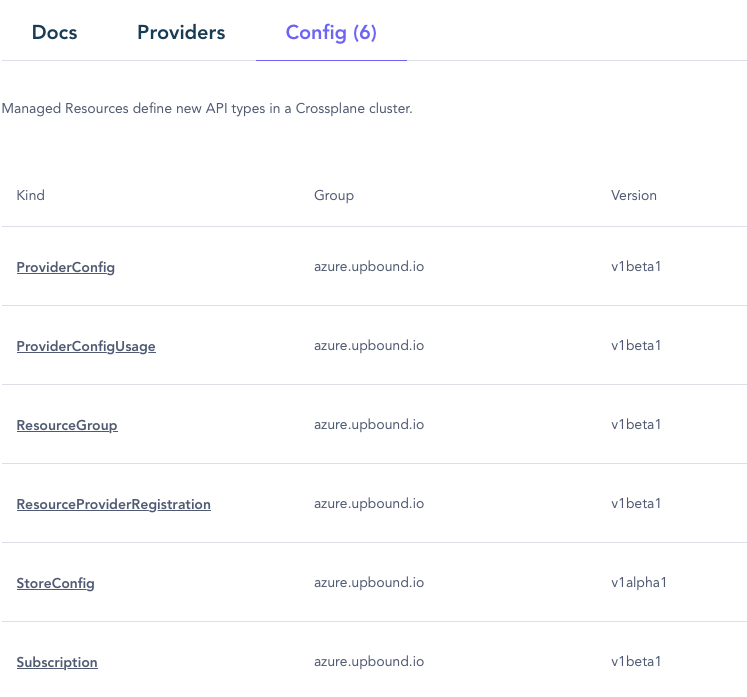 Docs Providers Config (6)
Managed Resources define new API types in a Crossplane cluster.
Kind Group Version
ProviderConfig azure.upbound.io v1beta1
ProviderConfigUsage azure.upbound.io v1beta1
ResourceGroup azure.upbound.io v1beta1
ResourceProviderRegistration azure.upbound.io v1beta1
StoreConfig azure.upbound.io v1alpha1
Subscription azure.upbound.io v1beta1